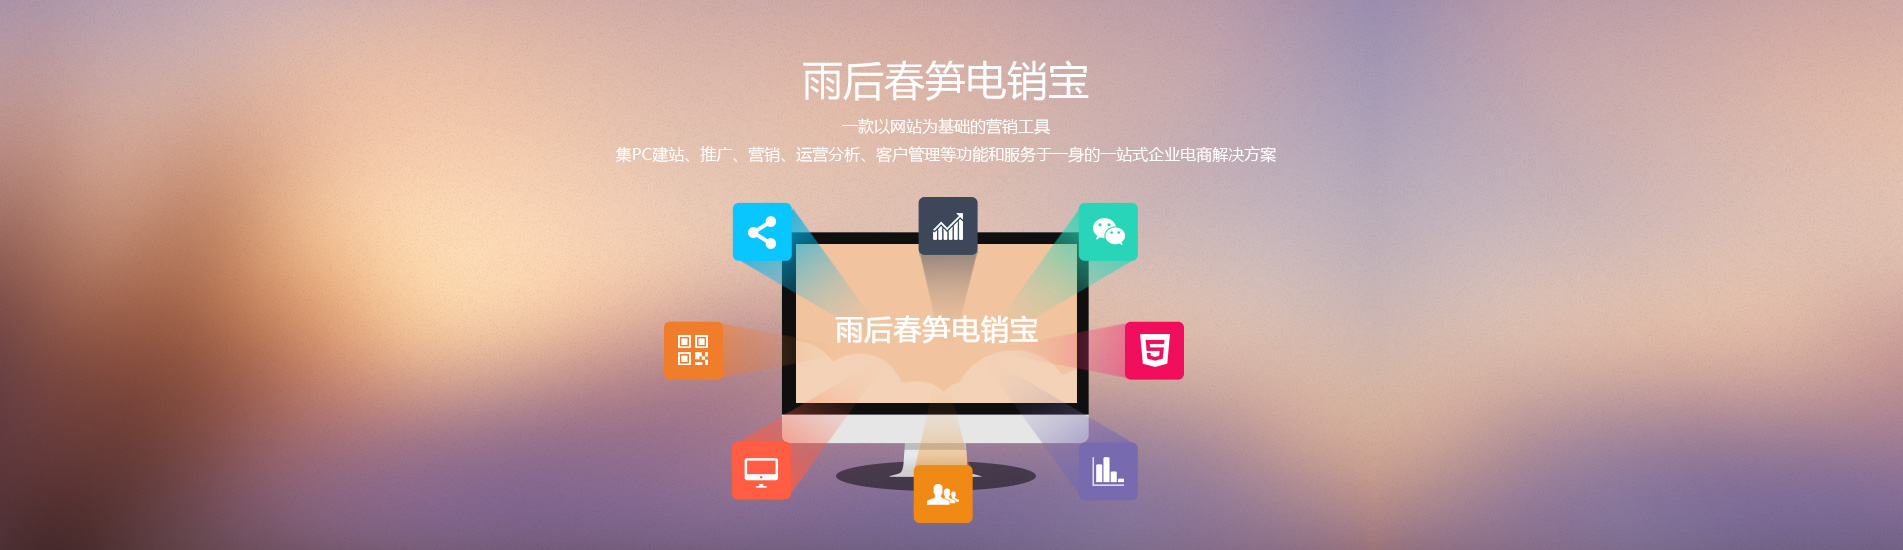 雨后春笋电销宝
一款以网站为基础的营销工具
集PC建站、推广、营销、运营分析、客户管理等功能和服务于一身的一站式企业电商解决方案
雨后春笋电销宝